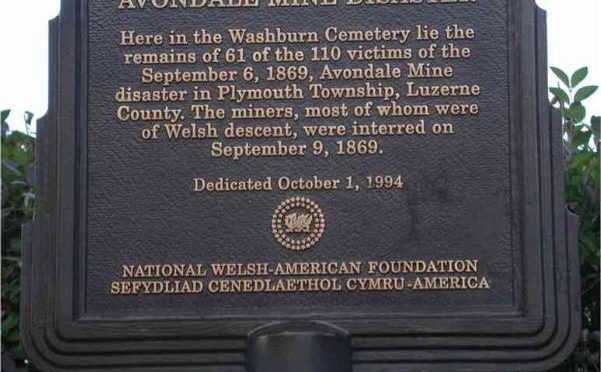 AVONDALE MINE DISASTER
Here in the Washburn Cemetery lie the
remains of 61 of the 110 victims of the
September 6, 1869, Avondale Mine
disaster in Plymouth Township, Luzerne
County. The miners, most of whom were
of Welsh descent, were interred on
September 9, 1869.
Dedicated October 1, 1994
NATIONAL WELSH-AMERICAN FOUNDATION
SEFYDLIAD CENEDLAETHOL CYMRU-AMERICA